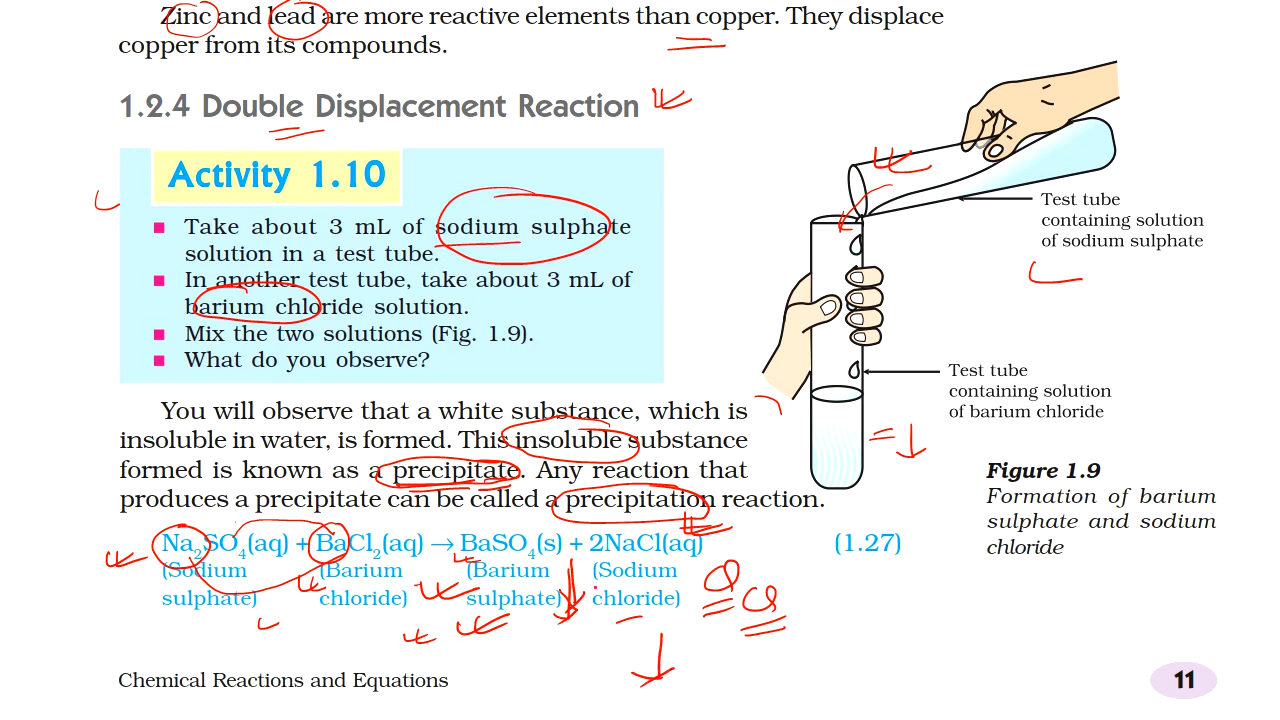 Zinc and lead are more reactive elements than copper. They displace
copper from its compounds.
1.2.4 Double Displacement Reaction
Activity 1.10
Take about 3 mL of sodium sulphate
solution in a test tube.
In another test tube, take about 3 mL of
barium chloride solution.
Mix the two solutions (Fig. 1.9).
What do you observe?
Test tube
containing solution
of sodium sulphate
Test tube
containing solution
of barium chloride
Figure 1.9
Formation of barium
sulphate and sodium
chloride
You will observe that a white substance, which is
insoluble in water, is formed. This insoluble substance
formed is known as a precipitate. Any reaction that
produces a precipitate can be called a precipitation reaction.
Na₂SO₄(aq) + BaCl₂(aq) → BaSO₄(s) + 2NaCl(aq) (1.27)
(Sodium (Barium (Barium (Sodium
sulphate) chloride) sulphate) chloride)
Chemical Reactions and Equations
11